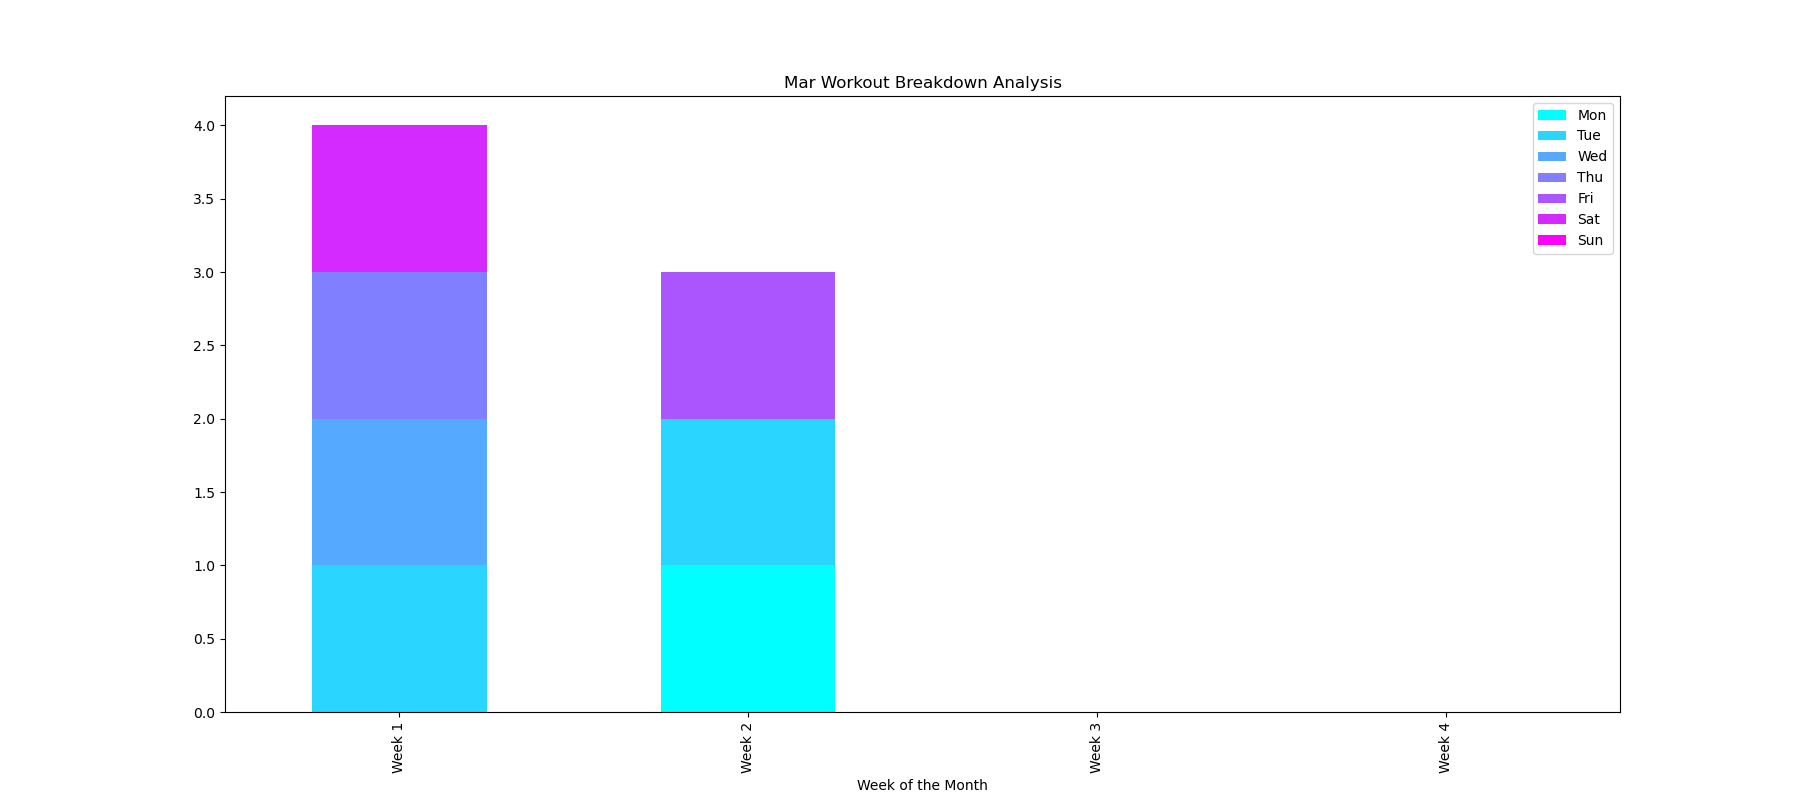 Mar Workout Breakdown Analysis
4.0
3.5
3.0
2.5
2.0
1.5
1.0
0.5
0.0
Mon
Tue
Wed
Thu
Fri
Sat
Sun
Week 1
Week 2
Week 3
Week 4
Week of the Month